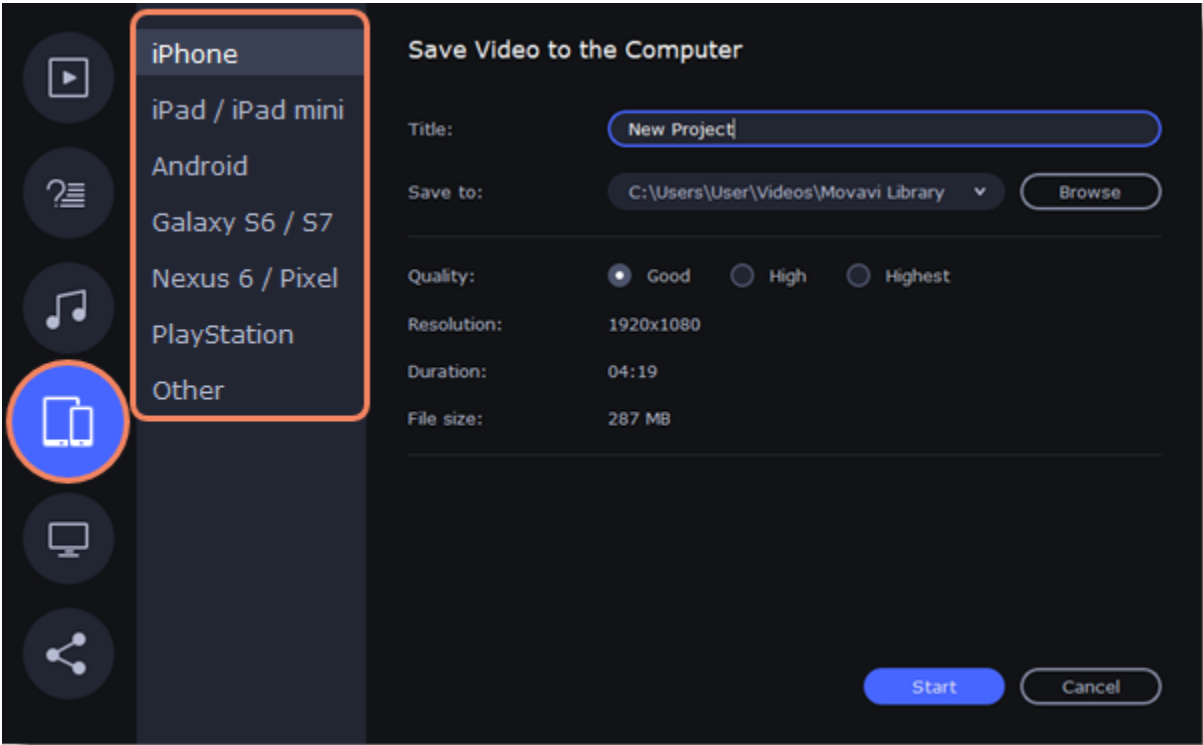 iPhone
iPad / iPad mini
Android
Galaxy S6 / S7
Nexus 6 / Pixel
PlayStation
Other
Save Video to the Computer
Title: New Project
Save to: C:\Users\User\Videos\Movavi Library Browse
Quality: Good High Highest
Resolution: 1920x1080
Duration: 04:19
File size: 287 MB
Start Cancel